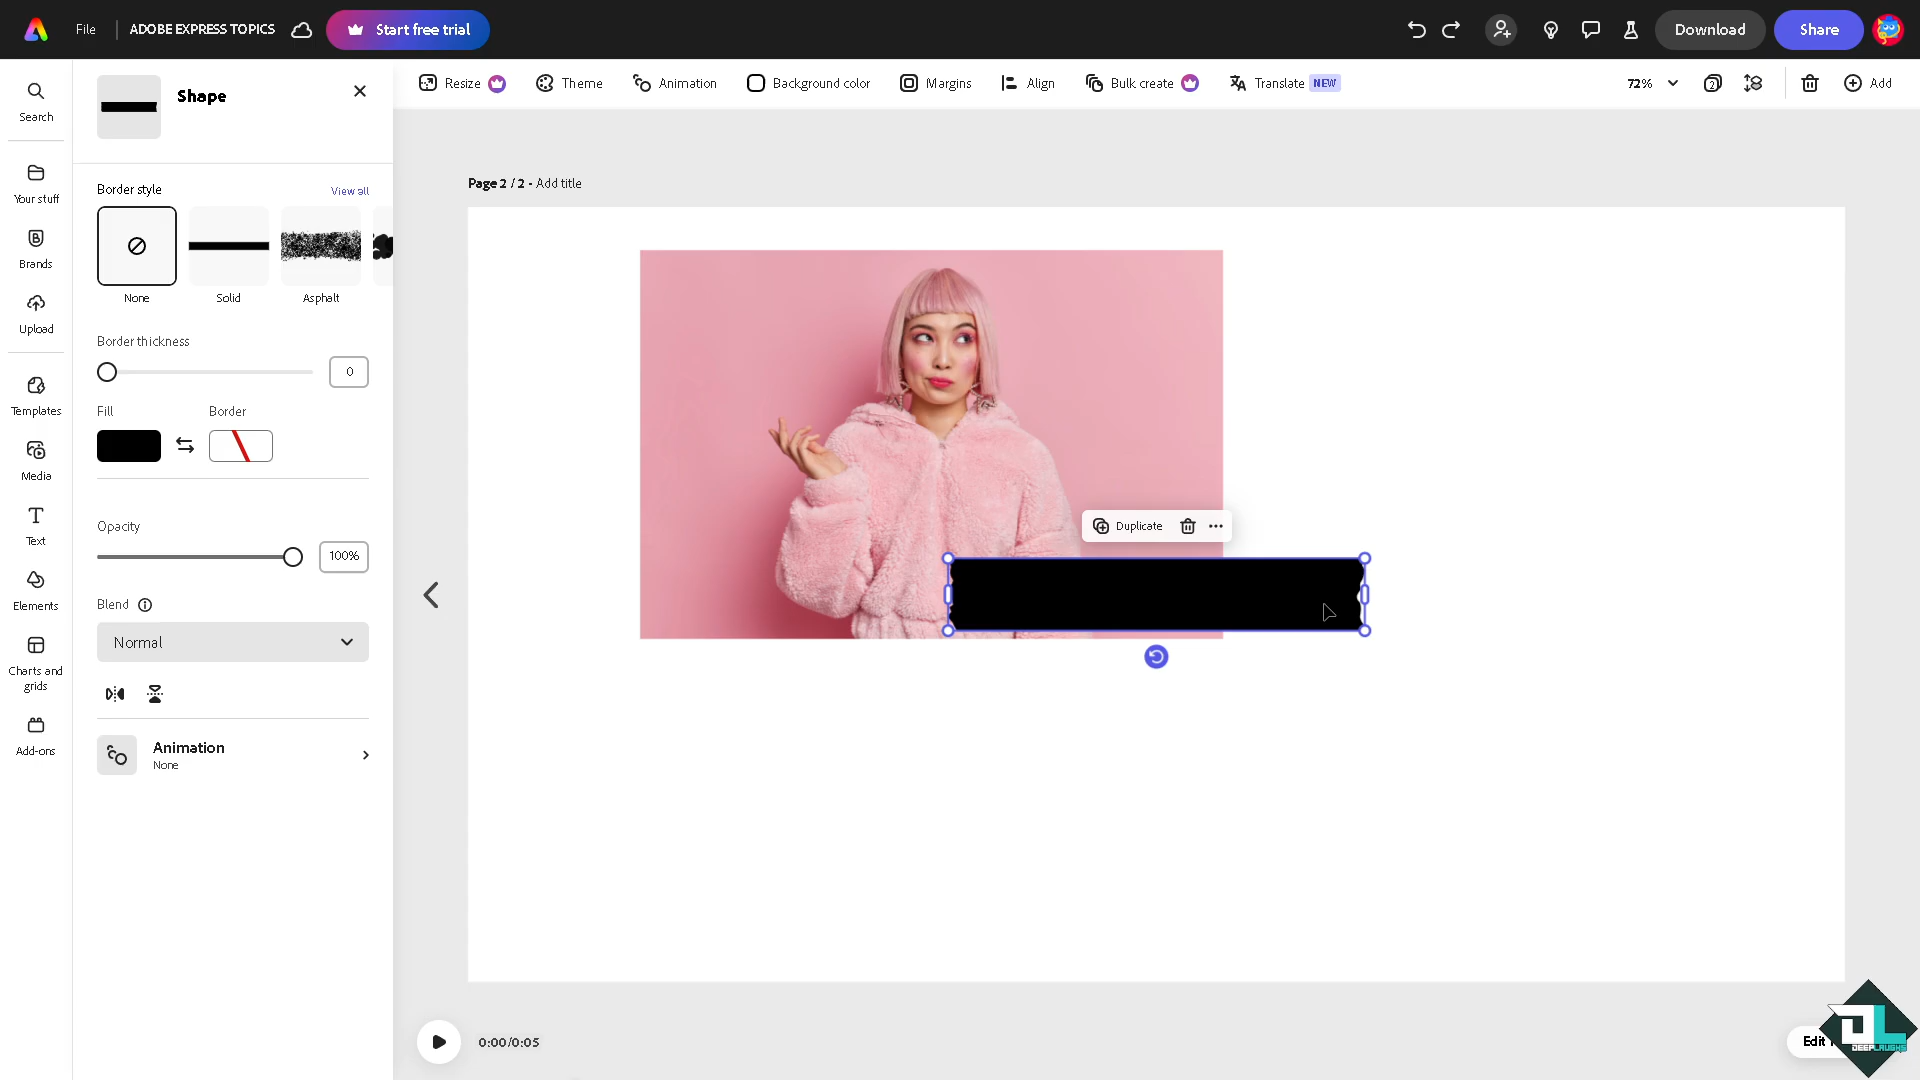 File
ADOBE EXPRESS TOPICS
Start free trial
Download
Share
Search
Your stuff
Brands
Upload
Templates
Media
Text
Elements
Charts and
grids
Add-ons
Shape
Border style
View all
None
Solid
Asphalt
Border thickness
0
Fill
Border
Opacity
100%
Blend
Normal
Animation
None
Resize
Theme
Animation
Background color
Margins
Align
Bulk create
Translate NEW
72%
2
Add
Page 2 / 2 - Add title
Duplicate
0:00/0:05
Edit
DEEPLAUGHS